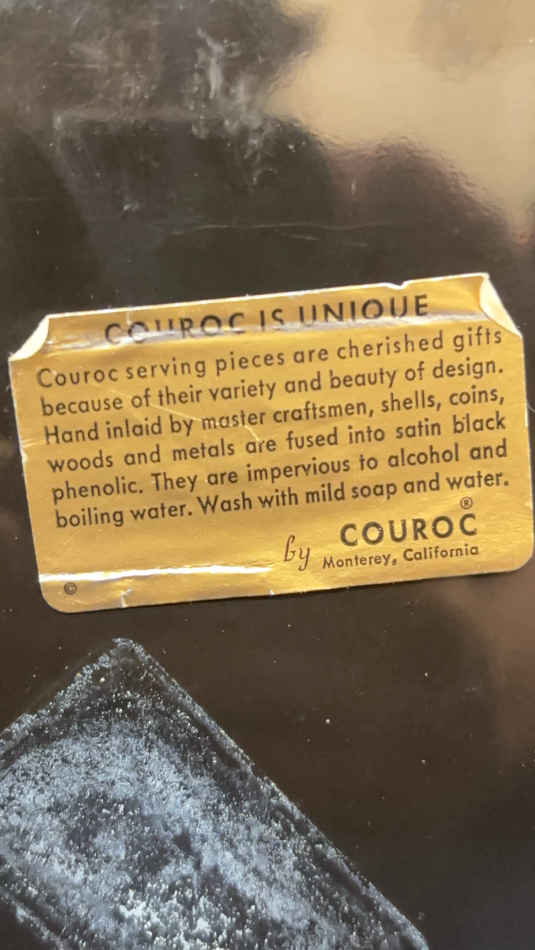 COUROC IS UNIQUE
Couroc serving pieces are cherished gifts
because of their variety and beauty of design.
Hand inlaid by master craftsmen, shells, coins,
woods and metals are fused into satin black
phenolic. They are impervious to alcohol and
boiling water. Wash with mild soap and water.
by COUROC®
Monterey, California
©